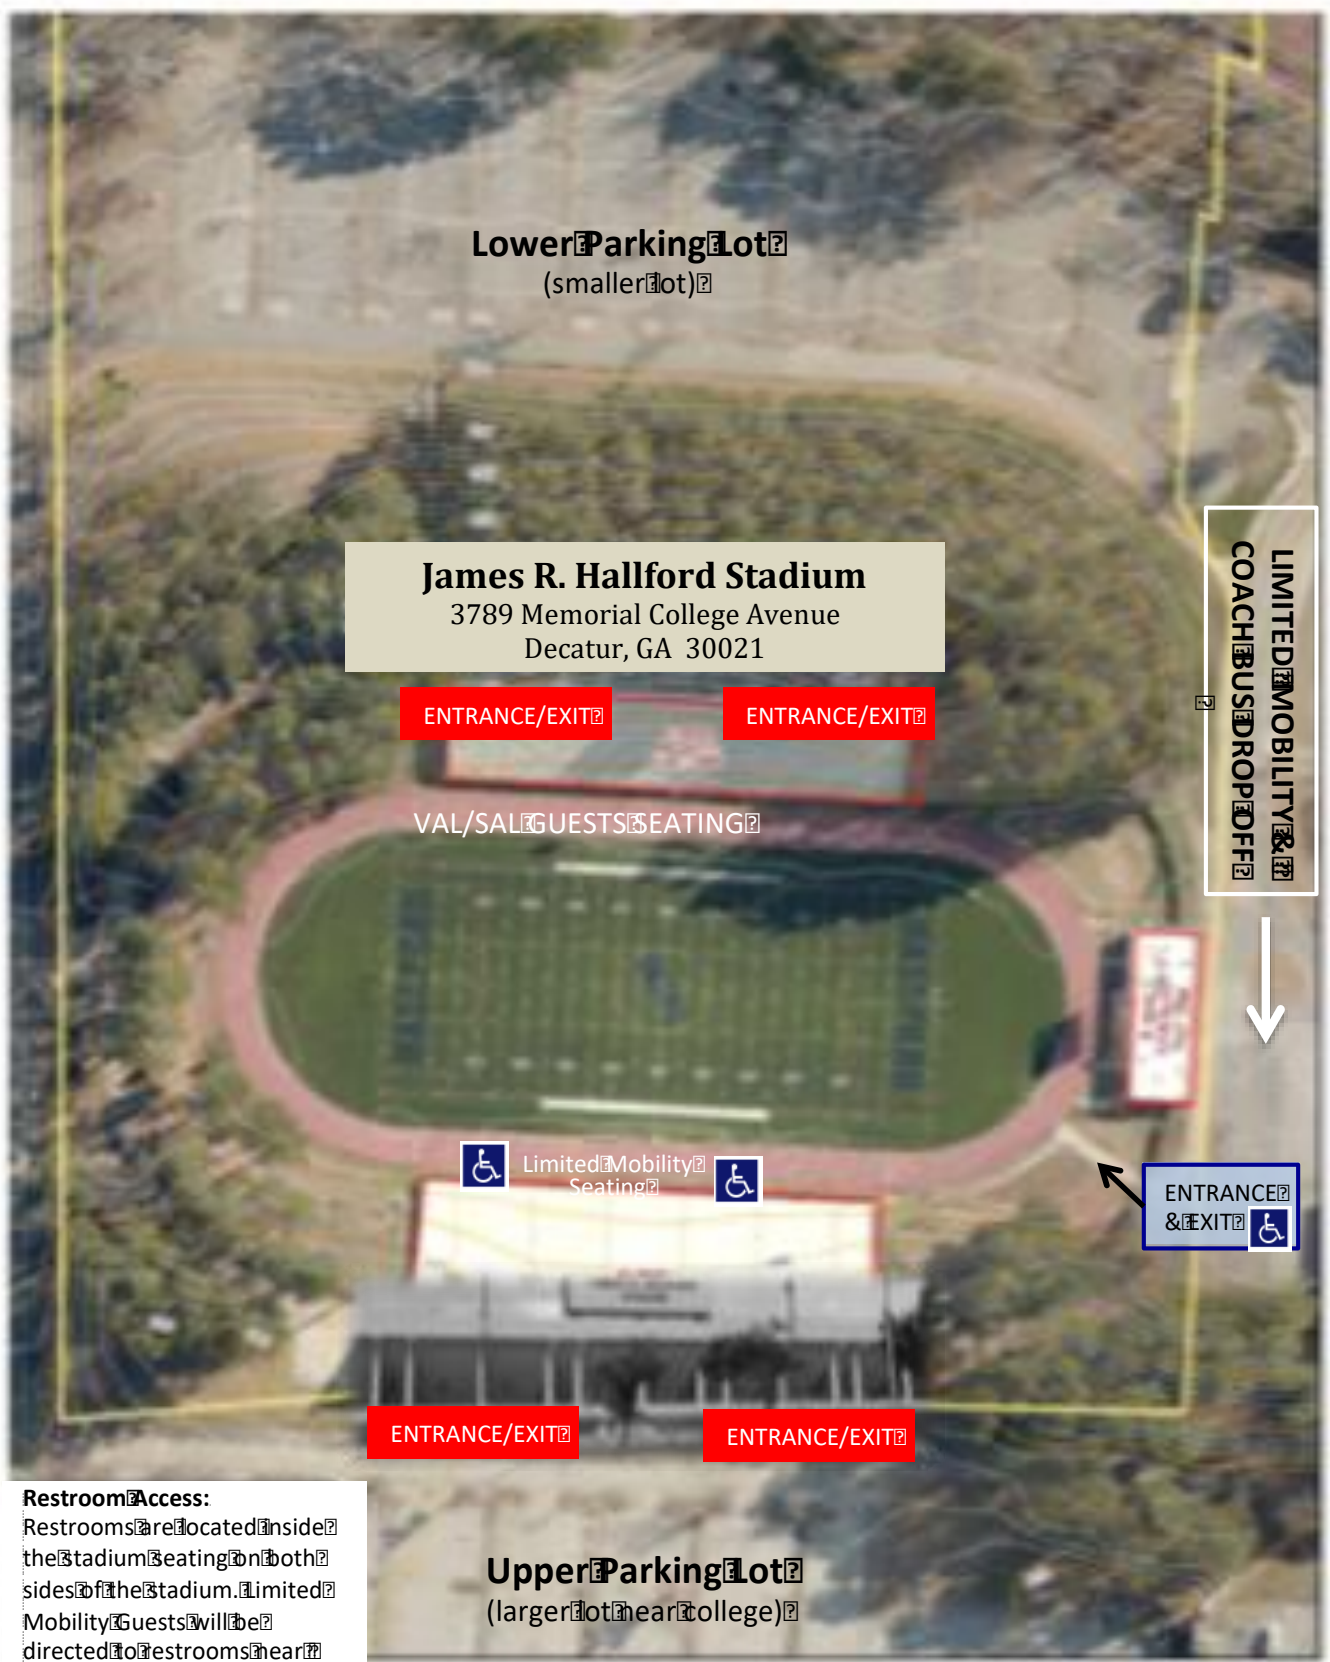 Lower Parking Lot
(smaller lot)
James R. Hallford Stadium
3789 Memorial College Avenue
Decatur, GA 30021
LIMITED MOBILITY &
COACH BUS DROP OFF
ENTRANCE/EXIT
ENTRANCE/EXIT
VAL/SAL GUESTS SEATING
Limited Mobility
Seating
ENTRANCE
& EXIT
ENTRANCE/EXIT
ENTRANCE/EXIT
Restroom Access:
Restrooms are located inside
the stadium seating on both
sides of the stadium. Limited
Mobility Guests will be
directed to restrooms near
Upper Parking Lot
(larger lot near college)